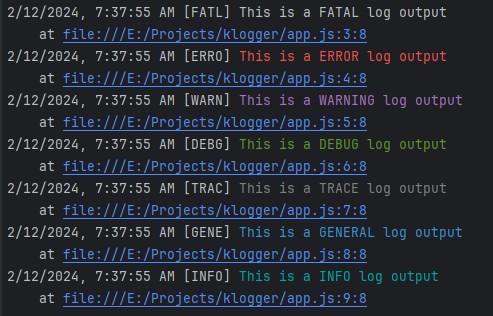 2/12/2024, 7:37:55 AM [FATL] This is a FATAL log output
at file:///E:/Projects/klogger/app.js:3:8
2/12/2024, 7:37:55 AM [ERRO] This is a ERROR log output
at file:///E:/Projects/klogger/app.js:4:8
2/12/2024, 7:37:55 AM [WARN] This is a WARNING log output
at file:///E:/Projects/klogger/app.js:5:8
2/12/2024, 7:37:55 AM [DEBG] This is a DEBUG log output
at file:///E:/Projects/klogger/app.js:6:8
2/12/2024, 7:37:55 AM [TRAC] This is a TRACE log output
at file:///E:/Projects/klogger/app.js:7:8
2/12/2024, 7:37:55 AM [GENE] This is a GENERAL log output
at file:///E:/Projects/klogger/app.js:8:8
2/12/2024, 7:37:55 AM [INFO] This is a INFO log output
at file:///E:/Projects/klogger/app.js:9:8